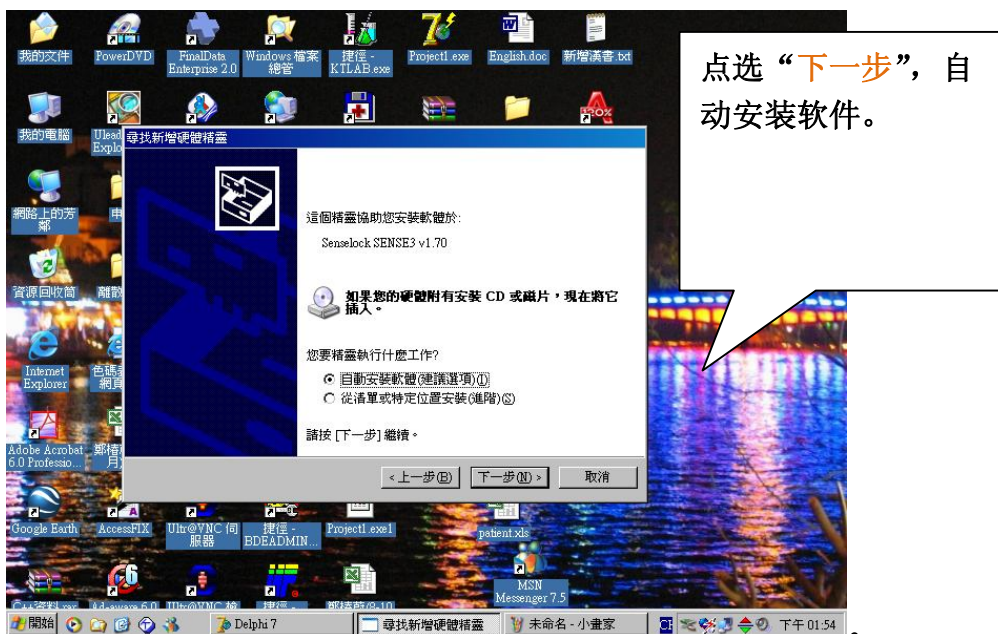 我的文件
PowerDVD
FinalData
Enterprise 2.0
Windows 檔案
總管
捷徑 -
KTLAB.exe
Project1.exe
English.doc
新增漢書.txt
点选“下一步”，自
动安装软件。
我的電腦
Ulead
Explo
網路上的芳
鄰
資源回收筒
Internet
Explorer
Adobe Acrobat
6.0 Professio...
尋找新增硬體精靈
這個精靈協助您安裝軟體於:
Senselock SENSE3 v1.70
如果您的硬體附有安裝 CD 或磁片，現在將它
插入。
您要精靈執行什麼工作?
自動安裝軟體(建議選項)(I)
從清單或特定位置安裝(進階)(S)
請按 [下一步] 繼續。
<上一步(B)
下一步(N)>
取消
Google Earth
AccessFIX
Ultr@VNC 伺
服器
捷徑 -
BDEADMIN...
Project1.exe1
patient.xls
MSN
Messenger 7.5
C++資料.rar
Ad-aware 6.0
開始
Delphi 7
尋找新增硬體精靈
未命名 - 小畫家
下午 01:54
。